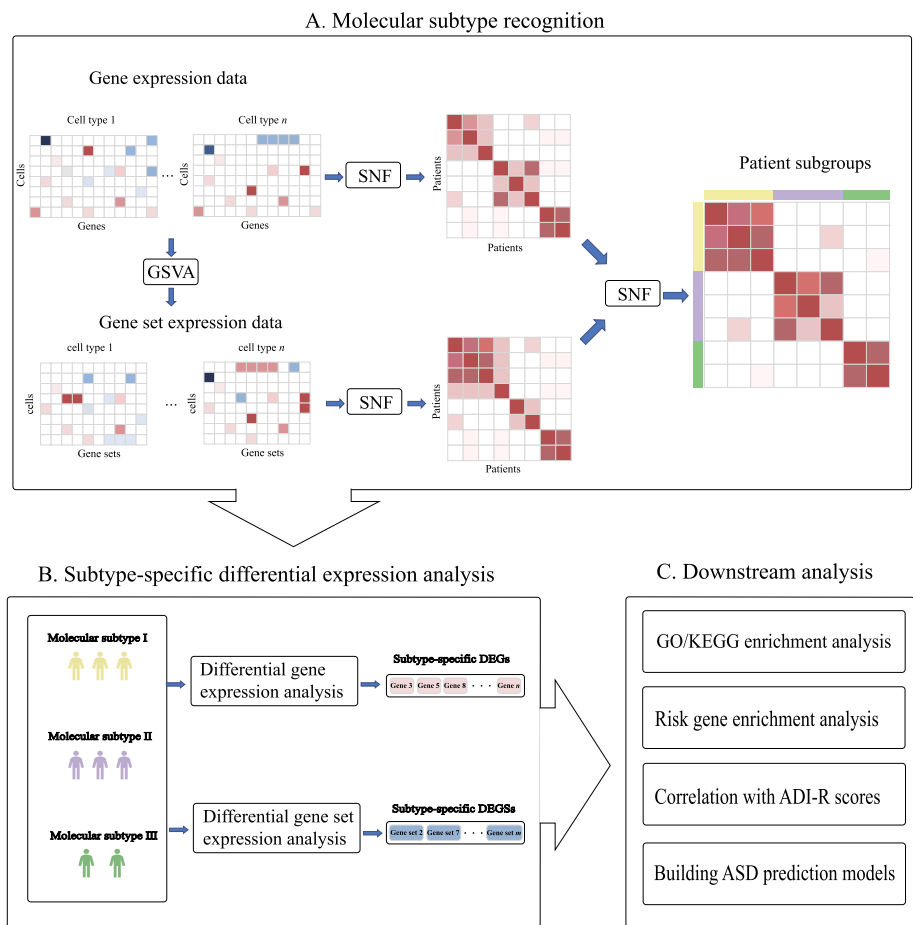 A. Molecular subtype recognition
Gene expression data
Cell type 1
Cell type n
Cells
Cells
...
Genes
Genes
SNF
Patients
Patients
GSVA
Gene set expression data
cell type 1
cell type n
cells
cells
...
Gene sets
Gene sets
SNF
Patients
Patients
SNF
Patient subgroups
B. Subtype-specific differential expression analysis
Molecular subtype I
Molecular subtype II
Molecular subtype III
Differential gene
expression analysis
Subtype-specific DEGs
Gene 3 Gene 5 Gene 8 · · · Gene n
Differential gene set
expression analysis
Subtype-specific DEGSs
Gene set 2 Gene set 7 · · · Gene set m
C. Downstream analysis
GO/KEGG enrichment analysis
Risk gene enrichment analysis
Correlation with ADI-R scores
Building ASD prediction models